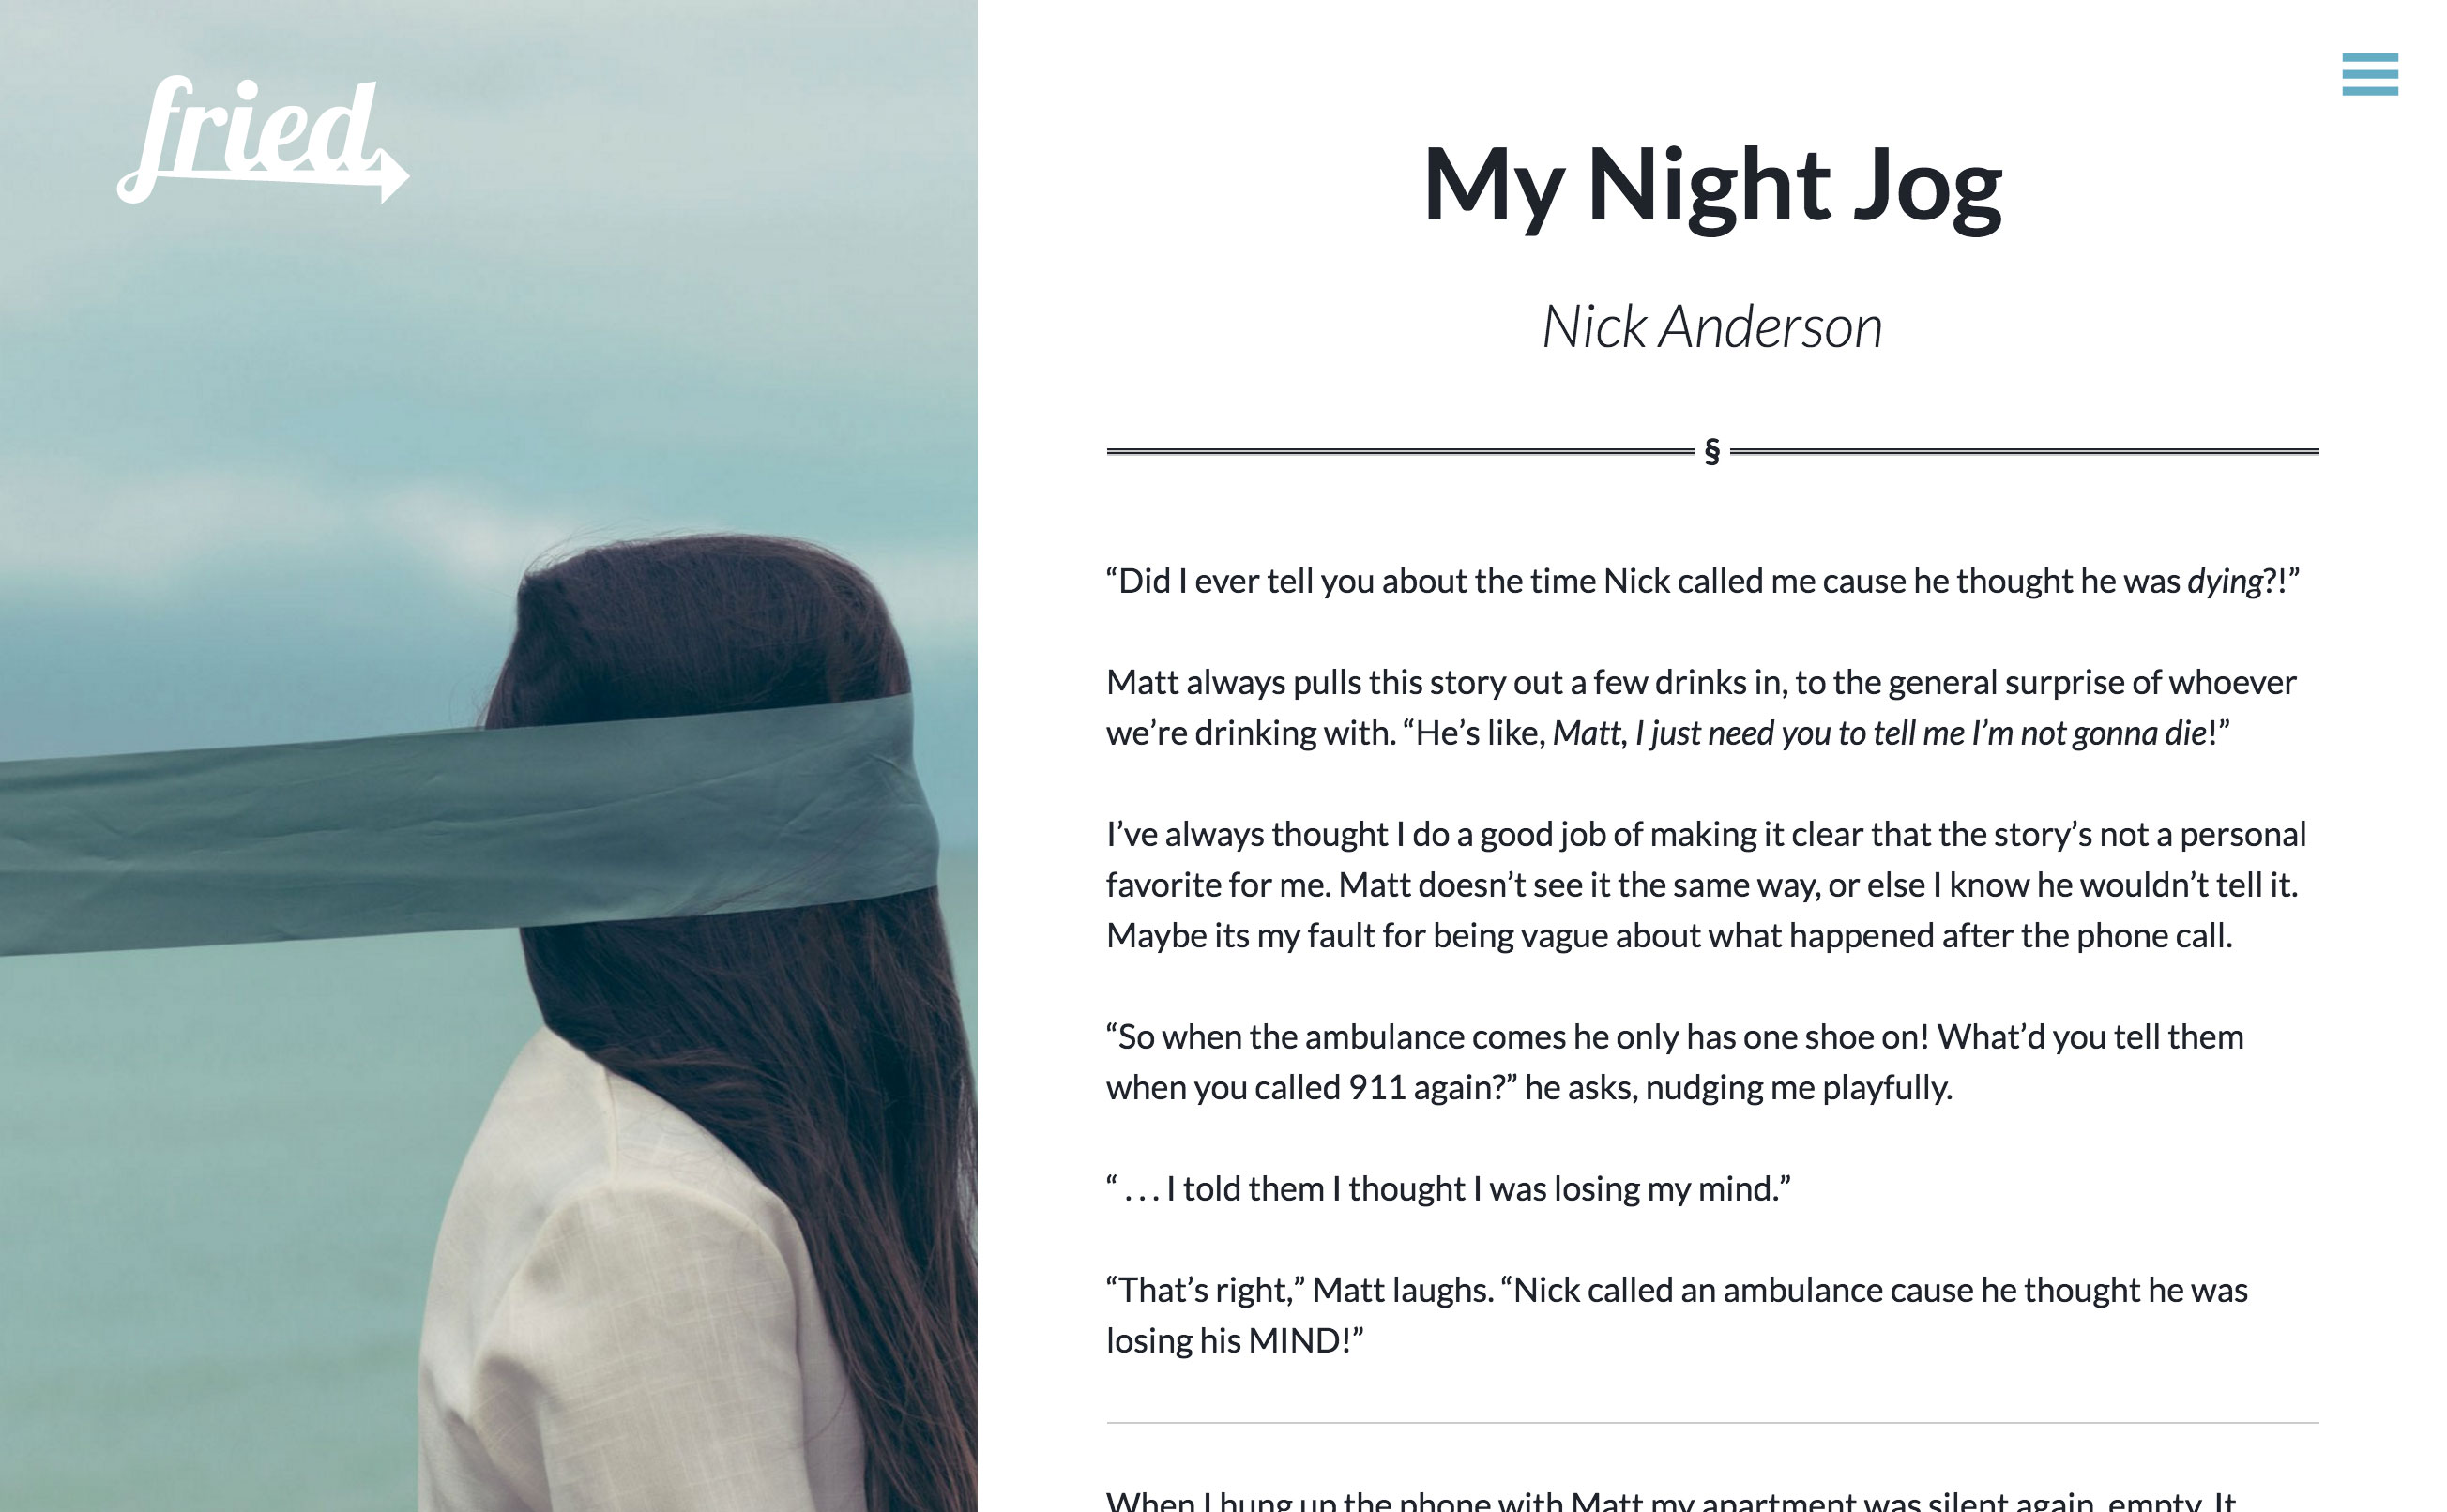 fried
My Night Jog
Nick Anderson
§
“Did I ever tell you about the time Nick called me cause he thought he was dying?!”
Matt always pulls this story out a few drinks in, to the general surprise of whoever
we’re drinking with. “He’s like, Matt, I just need you to tell me I’m not gonna die!”
I’ve always thought I do a good job of making it clear that the story’s not a personal
favorite for me. Matt doesn’t see it the same way, or else I know he wouldn’t tell it.
Maybe its my fault for being vague about what happened after the phone call.
“So when the ambulance comes he only has one shoe on! What’d you tell them
when you called 911 again?” he asks, nudging me playfully.
“ . . . I told them I thought I was losing my mind.”
“That’s right,” Matt laughs. “Nick called an ambulance cause he thought he was
losing his MIND!”
When I hung up the phone with Matt my apartment was silent again, empty. It